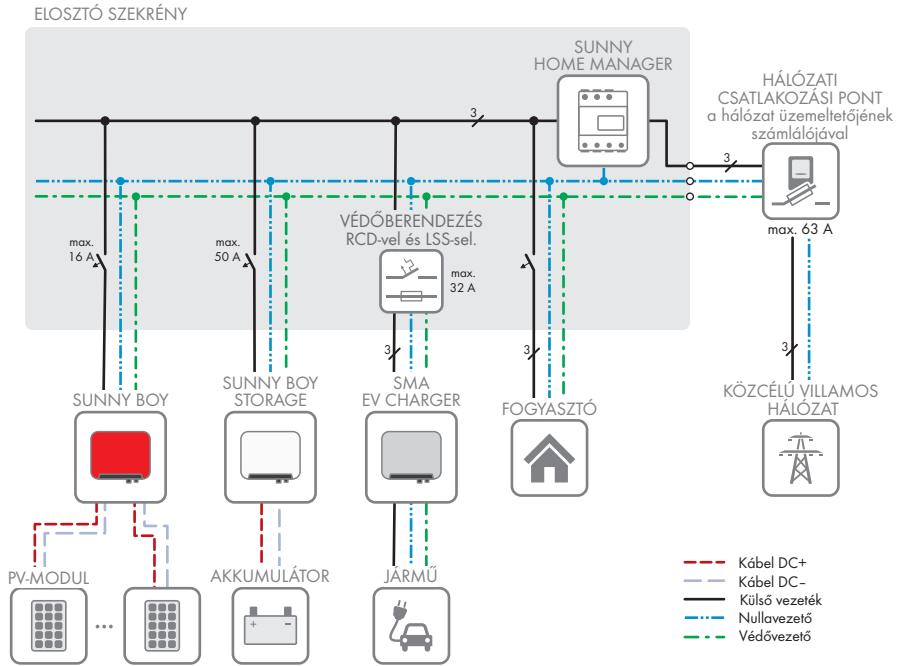 ELOSZTÓ SZEKRÉNY
SUNNY
HOME MANAGER
HÁLÓZATI
CSATLAKOZÁSI PONT
a hálózat üzemeltetőjének
számlálójával
3
3
max. 63 A
VÉDŐBERENDEZÉS
RCD-vel és LSS-sel.
max.
16 A
max.
50 A
max.
32 A
3
3
3
SUNNY BOY
SUNNY BOY
STORAGE
SMA
EV CHARGER
FOGYASZTÓ
KÖZCÉLÚ VILLAMOS
HÁLÓZAT
PV-MODUL
...
AKKUMULÁTOR
+ −
JÁRMŰ
Kábel DC+
Kábel DC−
Külső vezeték
Nullavezető
Védővezető